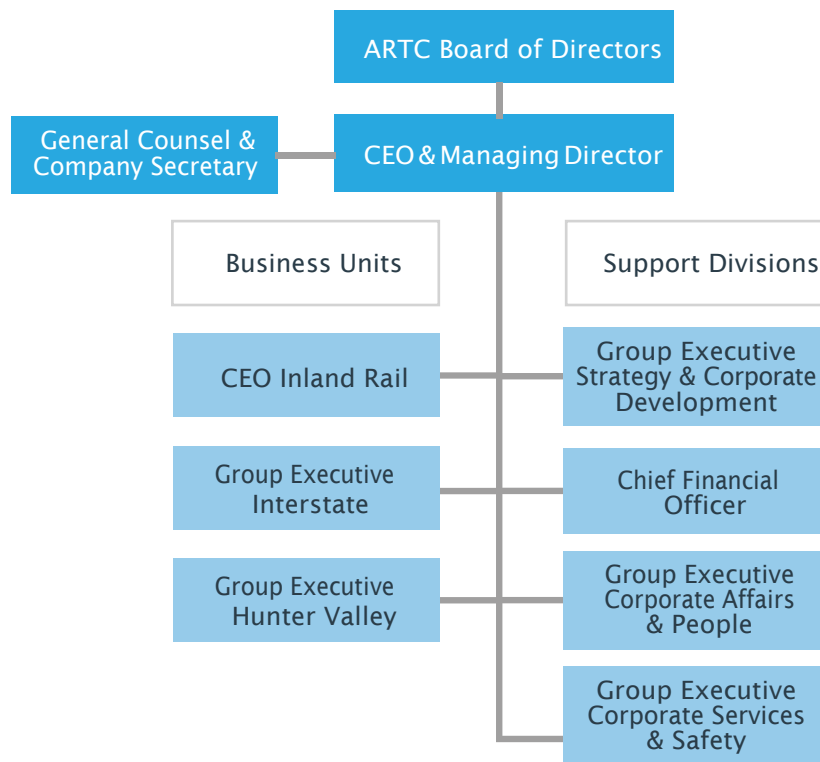 ARTC Board of Directors
General Counsel &
Company Secretary
CEO & Managing Director
Business Units
Support Divisions
CEO Inland Rail
Group Executive
Strategy & Corporate
Development
Group Executive
Interstate
Chief Financial
Officer
Group Executive
Hunter Valley
Group Executive
Corporate Affairs
& People
Group Executive
Corporate Services
& Safety